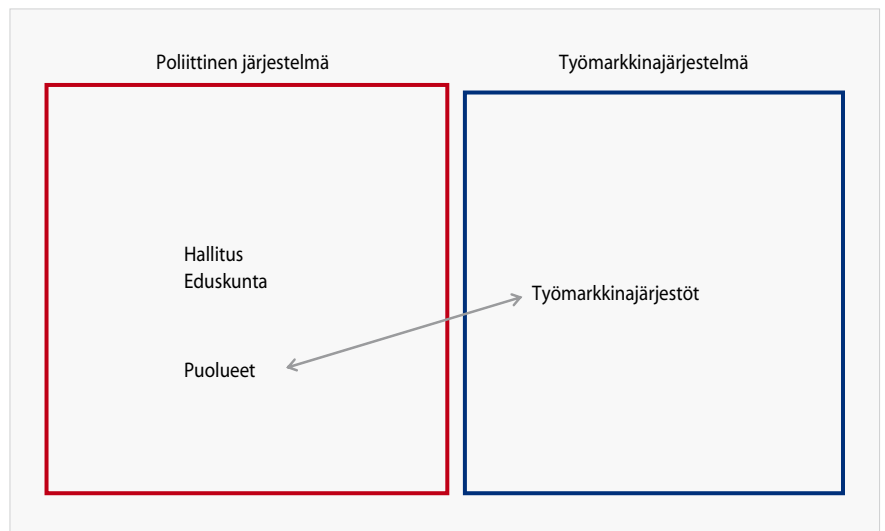 Poliittinen järjestelmä
Työmarkkinajärjestelmä
Hallitus
Eduskunta
Työmarkkinajärjestöt
Puolueet